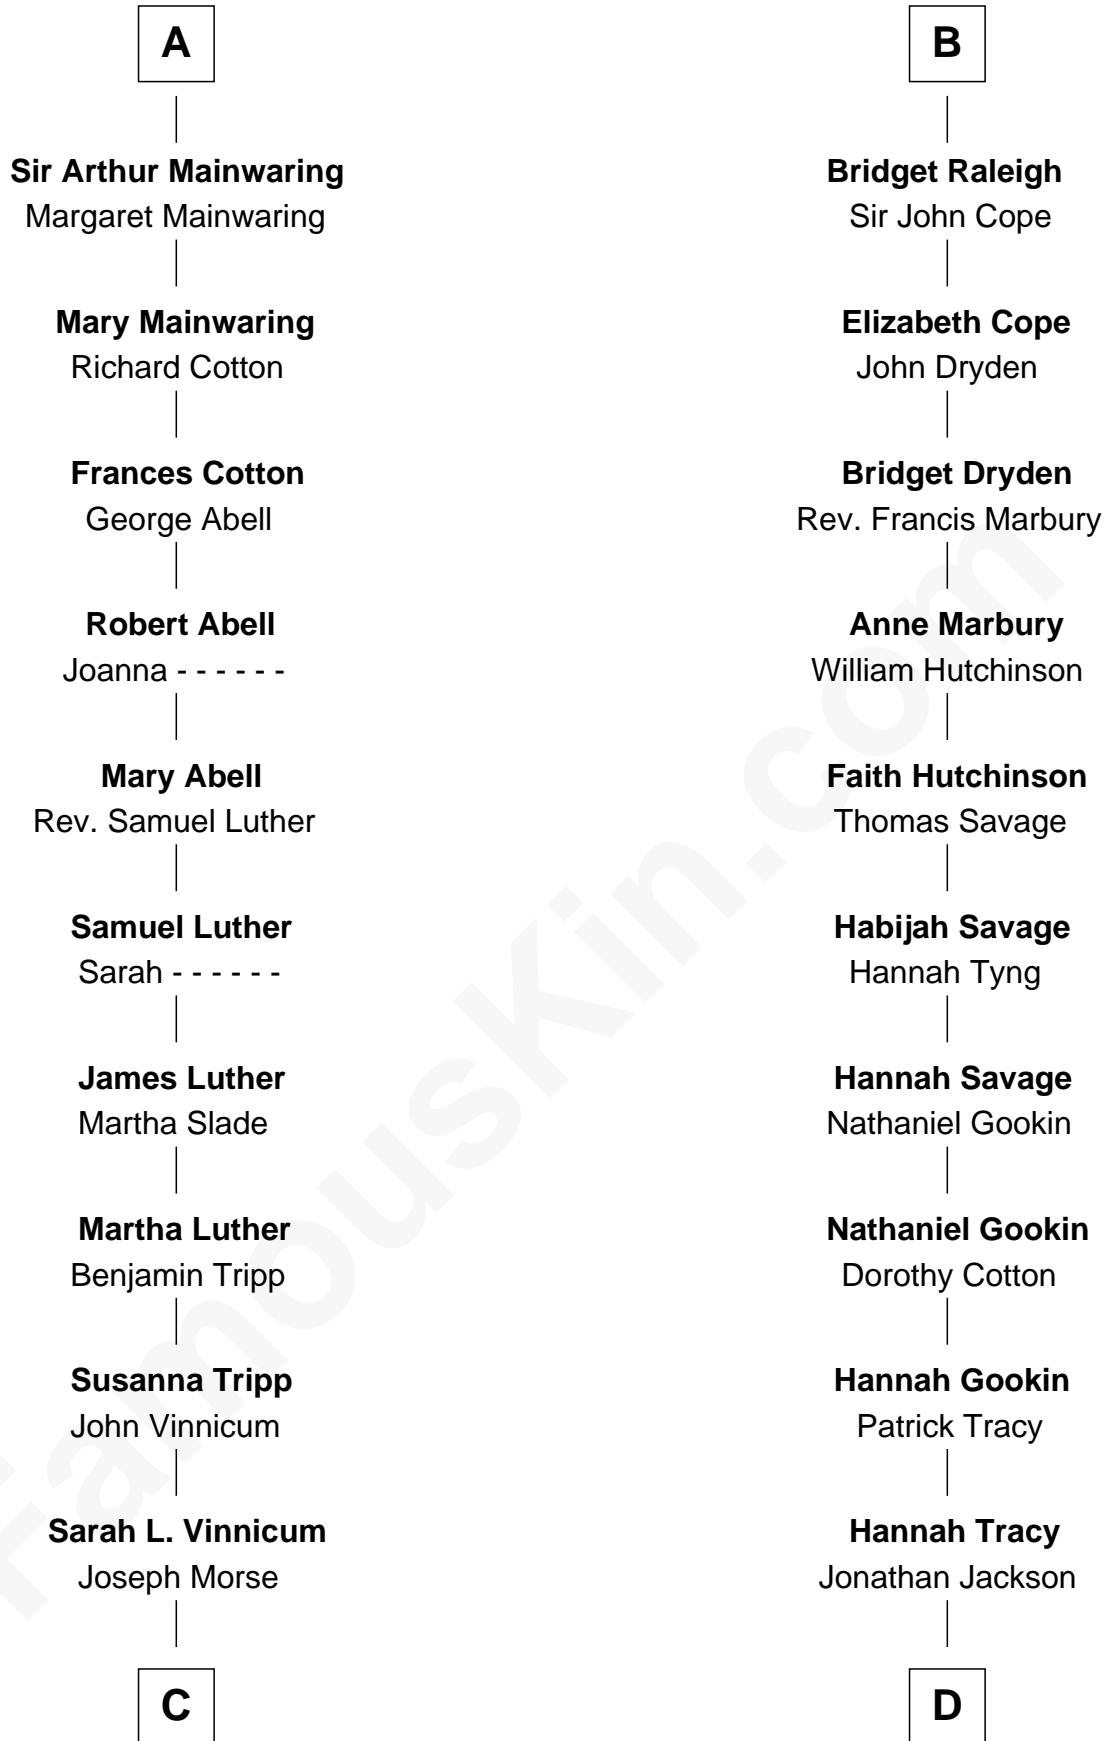 A
Sir Arthur Mainwaring
Margaret Mainwaring
Mary Mainwaring
Richard Cotton
Frances Cotton
George Abell
Robert Abell
Joanna - - - - - -
Mary Abell
Rev. Samuel Luther
Samuel Luther
Sarah - - - - - -
James Luther
Martha Slade
Martha Luther
Benjamin Tripp
Susanna Tripp
John Vinnicum
Sarah L. Vinnicum
Joseph Morse
C
B
Bridget Raleigh
Sir John Cope
Elizabeth Cope
John Dryden
Bridget Dryden
Rev. Francis Marbury
Anne Marbury
William Hutchinson
Faith Hutchinson
Thomas Savage
Habijah Savage
Hannah Tyng
Hannah Savage
Nathaniel Gookin
Nathaniel Gookin
Dorothy Cotton
Hannah Gookin
Patrick Tracy
Hannah Tracy
Jonathan Jackson
D
FamousKin.com